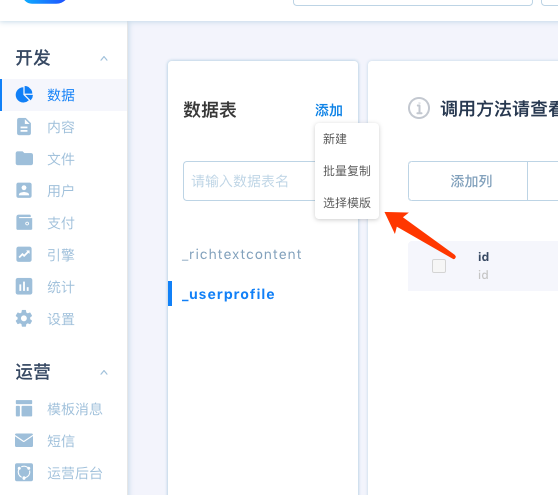 开发
数据
内容
文件
用户
支付
引擎
统计
设置
运营
模板消息
短信
运营后台
数据表
添加
新建
批量复制
选择模版
请输入数据表名
_richtextcontent
_userprofile
调用方法请查看
添加列
id
id